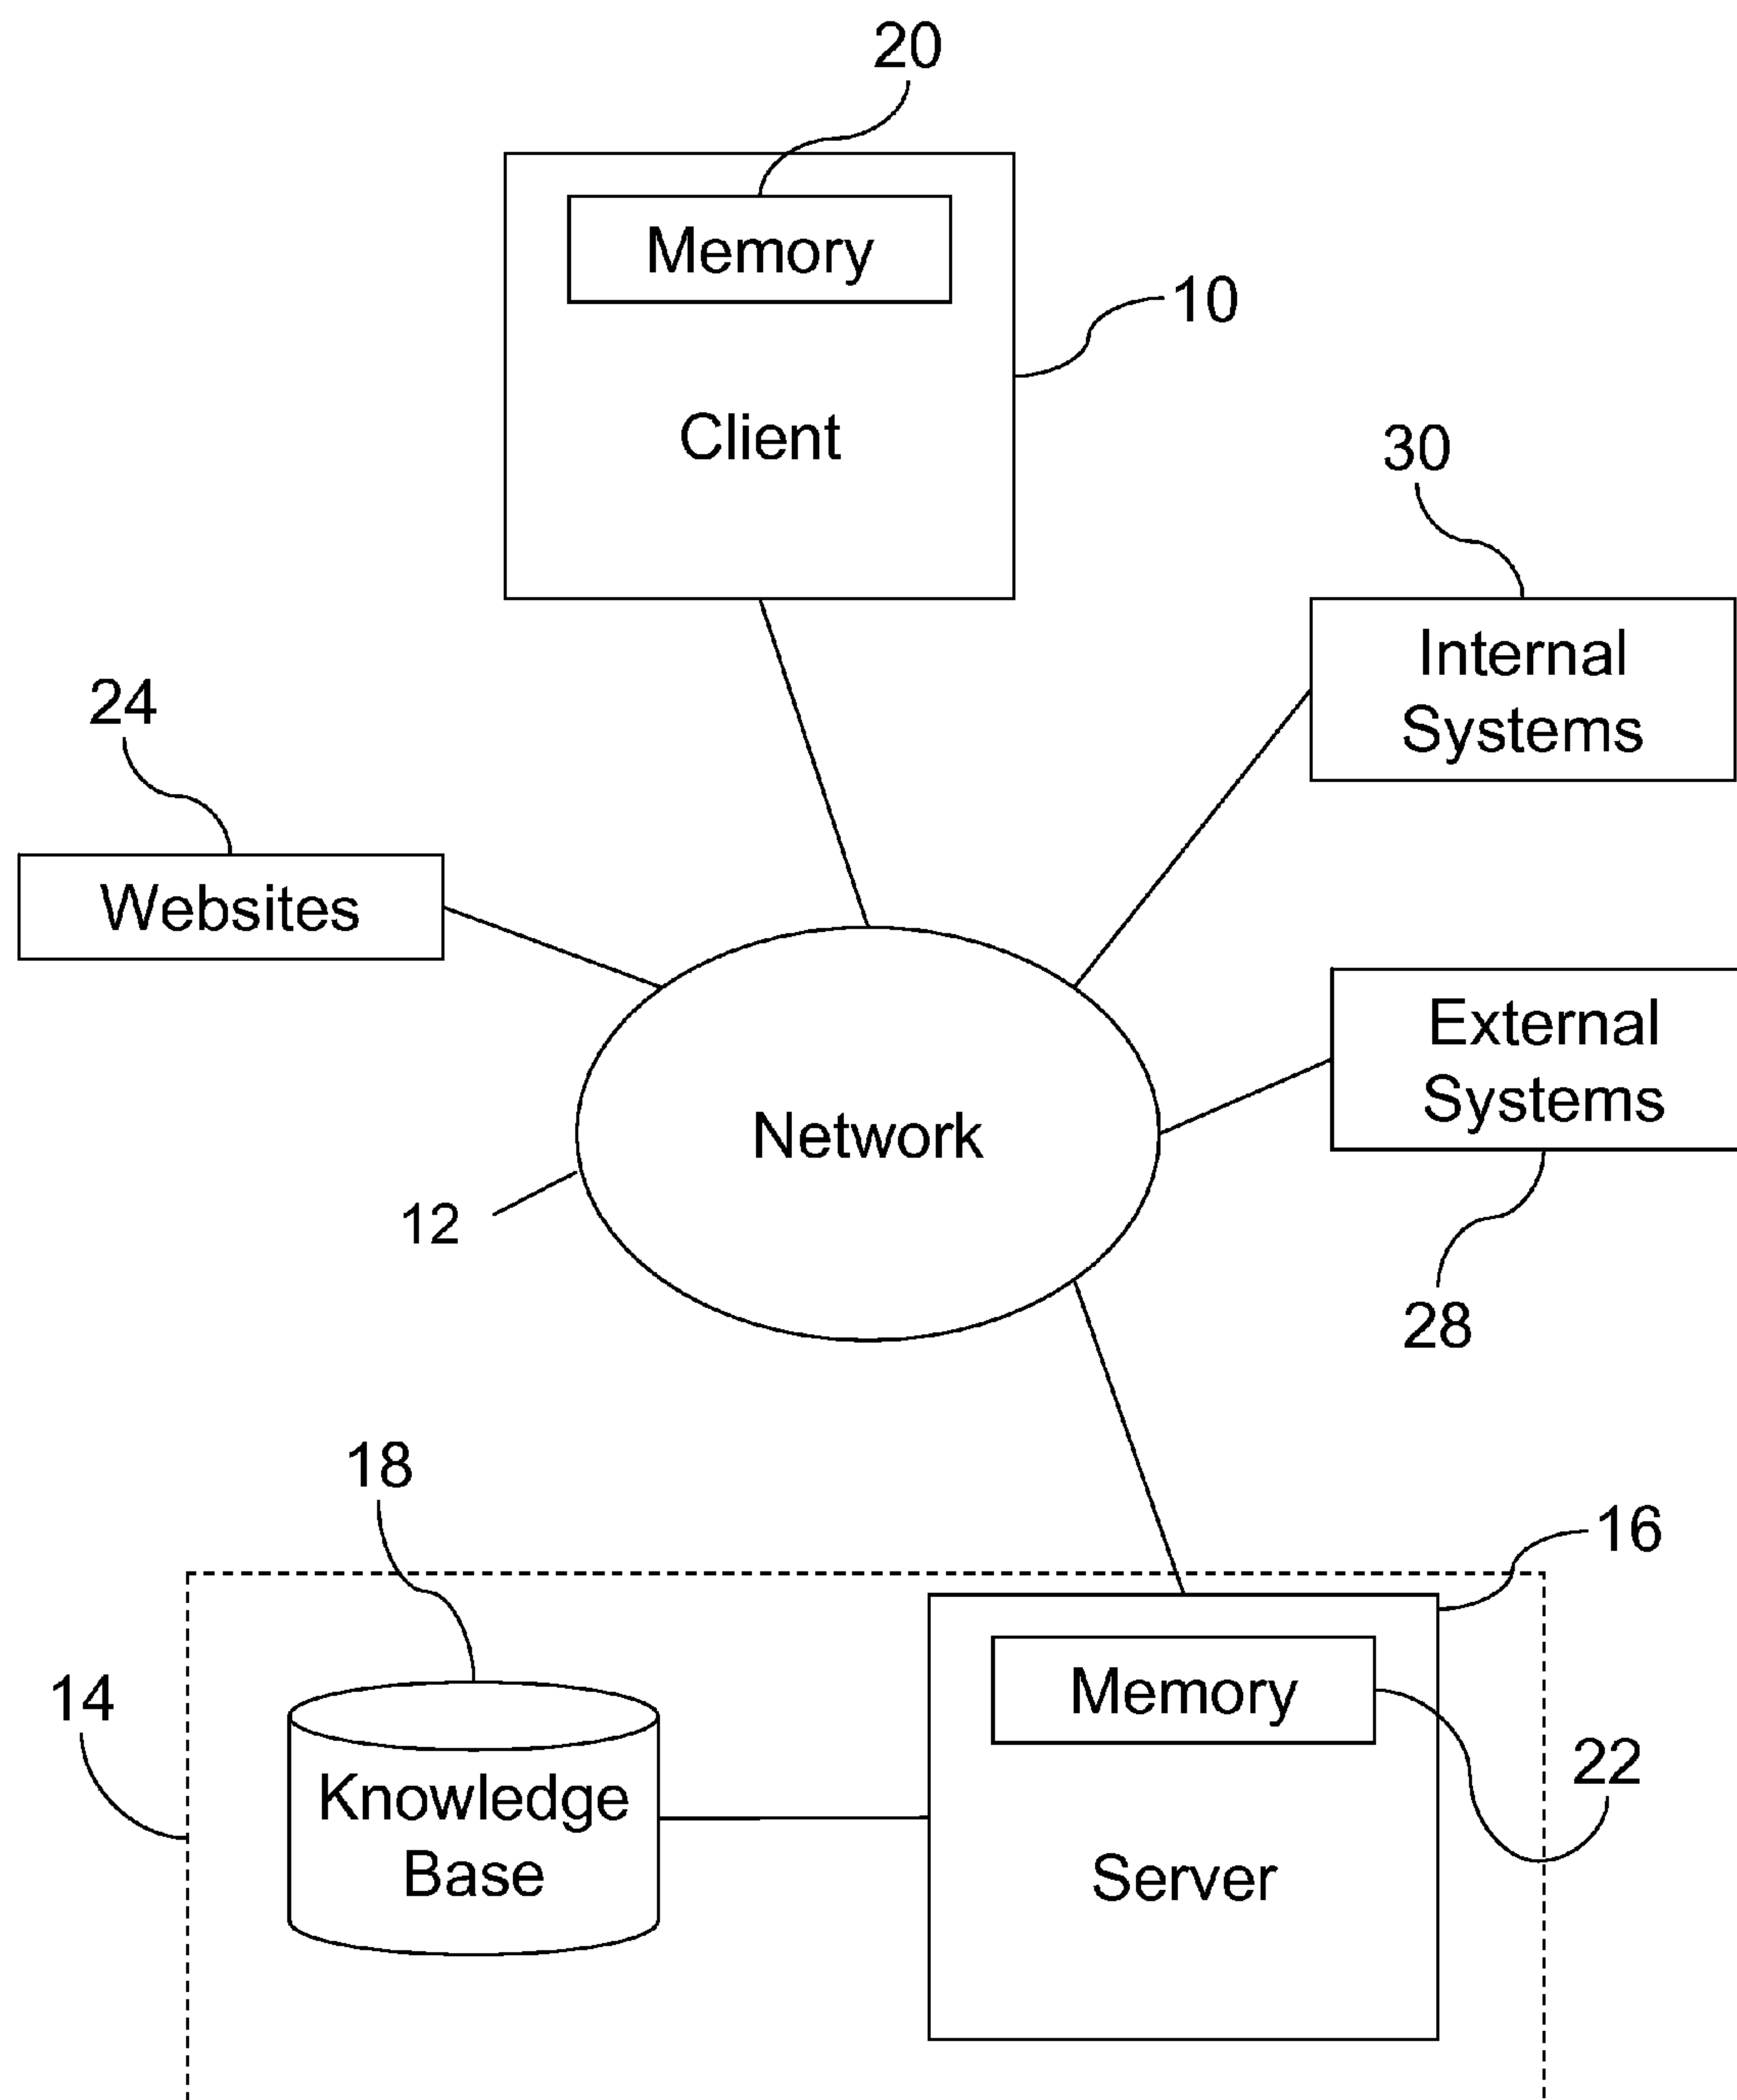 20
Memory
10
Client
30
Internal
Systems
24
Websites
External
Systems
Network
12
28
18
16
14
Memory
22
Knowledge
Base
Server